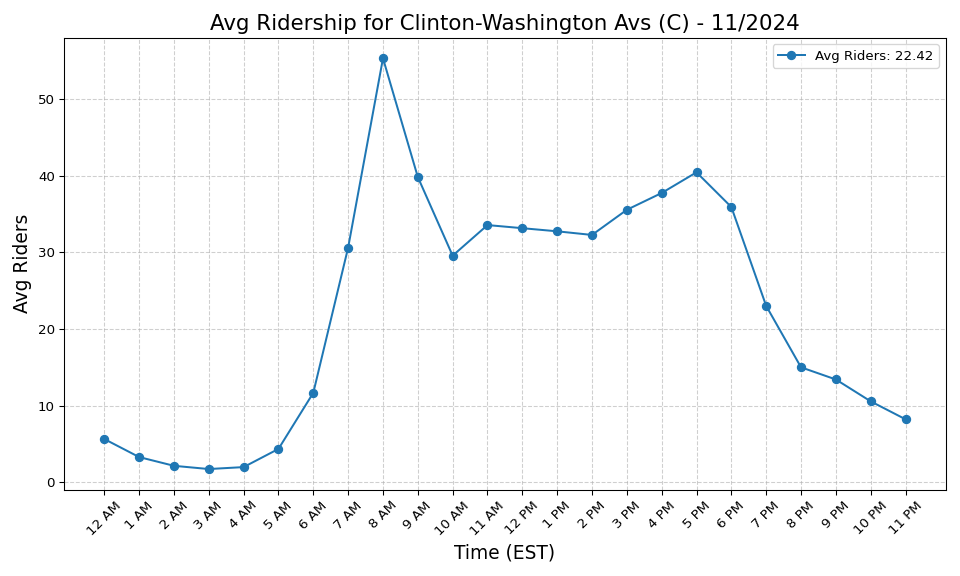 Avg Ridership for Clinton-Washington Avs (C) - 11/2024
Avg Riders: 22.42
Avg Riders
50
40
30
20
10
0
12 AM
1 AM
2 AM
3 AM
4 AM
5 AM
6 AM
7 AM
8 AM
9 AM
10 AM
11 AM
12 PM
1 PM
2 PM
3 PM
4 PM
5 PM
6 PM
7 PM
8 PM
9 PM
10 PM
11 PM
Time (EST)